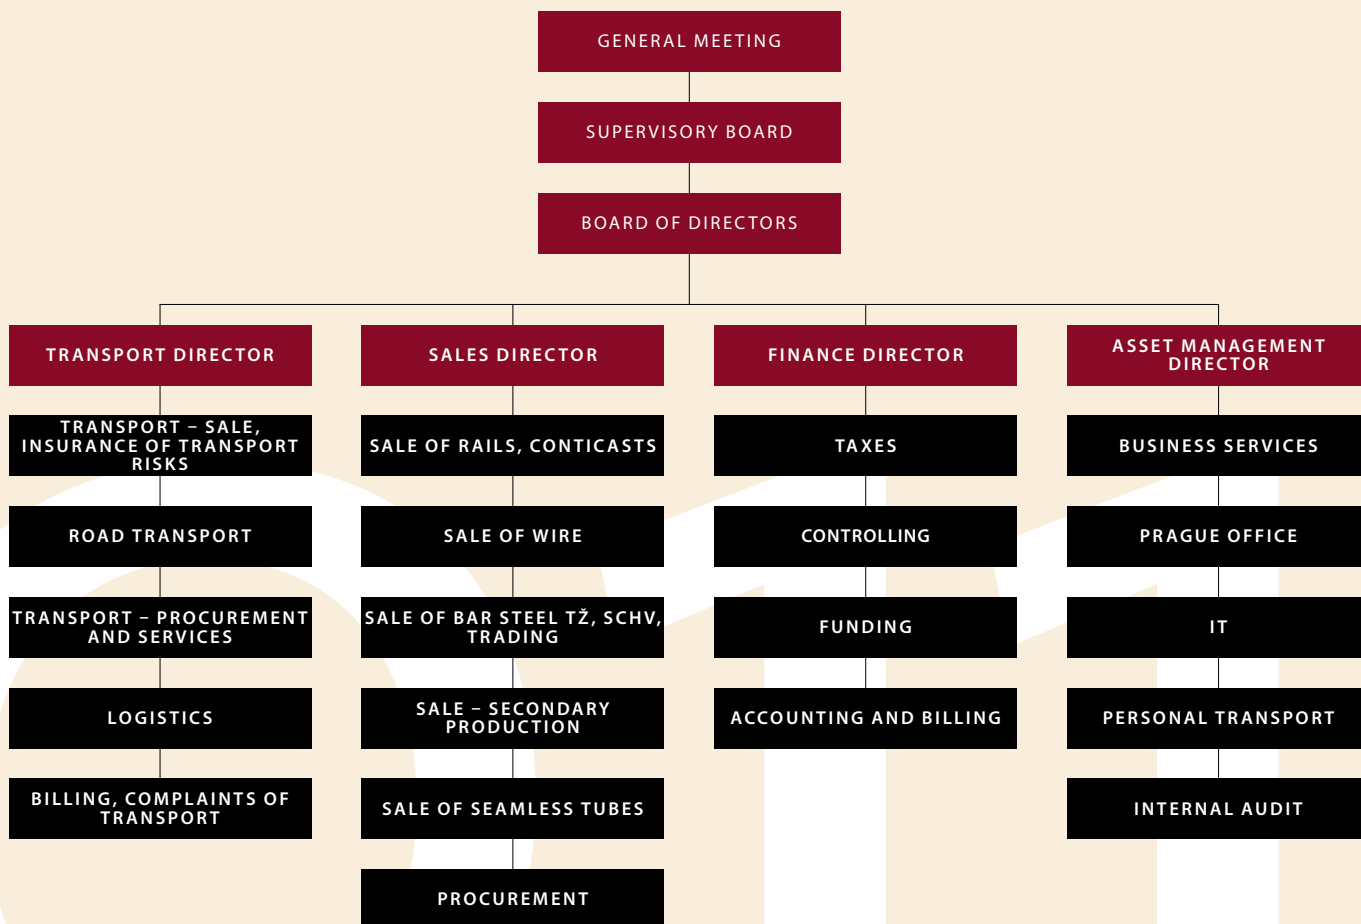 GENERAL MEETING
SUPERVISORY BOARD
BOARD OF DIRECTORS
TRANSPORT DIRECTOR
TRANSPORT – SALE,
INSURANCE OF TRANSPORT
RISKS
ROAD TRANSPORT
TRANSPORT – PROCUREMENT
AND SERVICES
LOGISTICS
BILLING, COMPLAINTS OF
TRANSPORT
SALES DIRECTOR
SALE OF RAILS, CONTICASTS
SALE OF WIRE
SALE OF BAR STEEL TŽ, SCHV,
TRADING
SALE – SECONDARY
PRODUCTION
SALE OF SEAMLESS TUBES
PROCUREMENT
FINANCE DIRECTOR
TAXES
CONTROLLING
FUNDING
ACCOUNTING AND BILLING
ASSET MANAGEMENT
DIRECTOR
BUSINESS SERVICES
PRAGUE OFFICE
IT
PERSONAL TRANSPORT
INTERNAL AUDIT